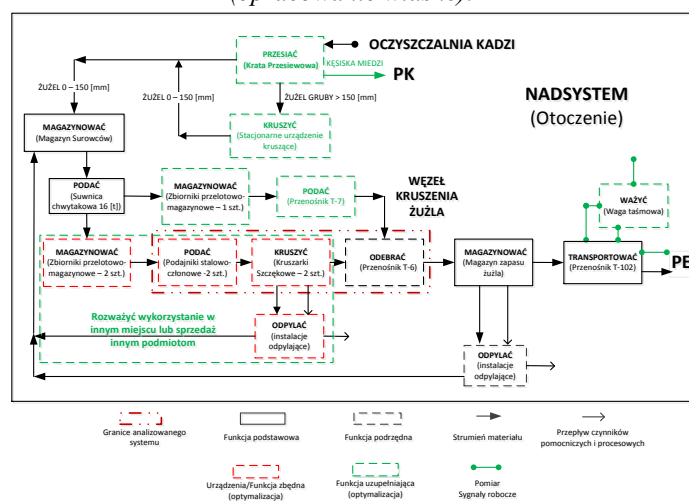 (opracowanie własne).
OCZYSZCZALNIA KADZI
PRZESIAĆ
(Krata Przesiewowa)
KĘSISKA MIEDZI
PK
ŻUŻEL 0 – 150 [mm]
ŻUŻEL 0 – 150 [mm]
ŻUŻEL GRUBY > 150 [mm]
NADSYSTEM
(Otoczenie)
MAGAZYNOWAĆ
(Magazyn Surowców)
KRUSZYĆ
(Stacjonarne urządzenie
kruszące)
PODAĆ
(Suwnica
chwytakowa 16 [t])
MAGAZYNOWAĆ
(Zbiorniki przelotowo-
magazynowe – 1 szt.)
PODAĆ
(Przenośnik T-7)
WĘZEŁ
KRUSZENIA
ŻUŻLA
WAŻYĆ
(Waga taśmowa)
MAGAZYNOWAĆ
(Zbiorniki przelotowo-
magazynowe – 2 szt.)
PODAĆ
(Podajniki stalowo-
członowe -2 szt.)
KRUSZYĆ
(Kruszarki
Szczękowe – 2 szt.)
ODEBRAĆ
(Przenośnik T-6)
MAGAZYNOWAĆ
(Magazyn zapasu
żużla)
TRANSPORTOWAĆ
(Przenośnik T-102)
PE
Rozważyć wykorzystanie w
innym miejscu lub sprzedaż
innym podmiotom
ODPYLAĆ
(instalacje
odpylające)
ODPYLAĆ
(instalacje
odpylające)
Granice analizowanego
systemu
Funkcja podstawowa
Funkcja podrzędna
Strumień materiału
Przepływ czynników
pomocniczych i procesowych
Urządzenia/Funkcja zbędna
(optymalizacja)
Funkcja uzupełniająca
(optymalizacja)
Pomiar
Sygnały robocze